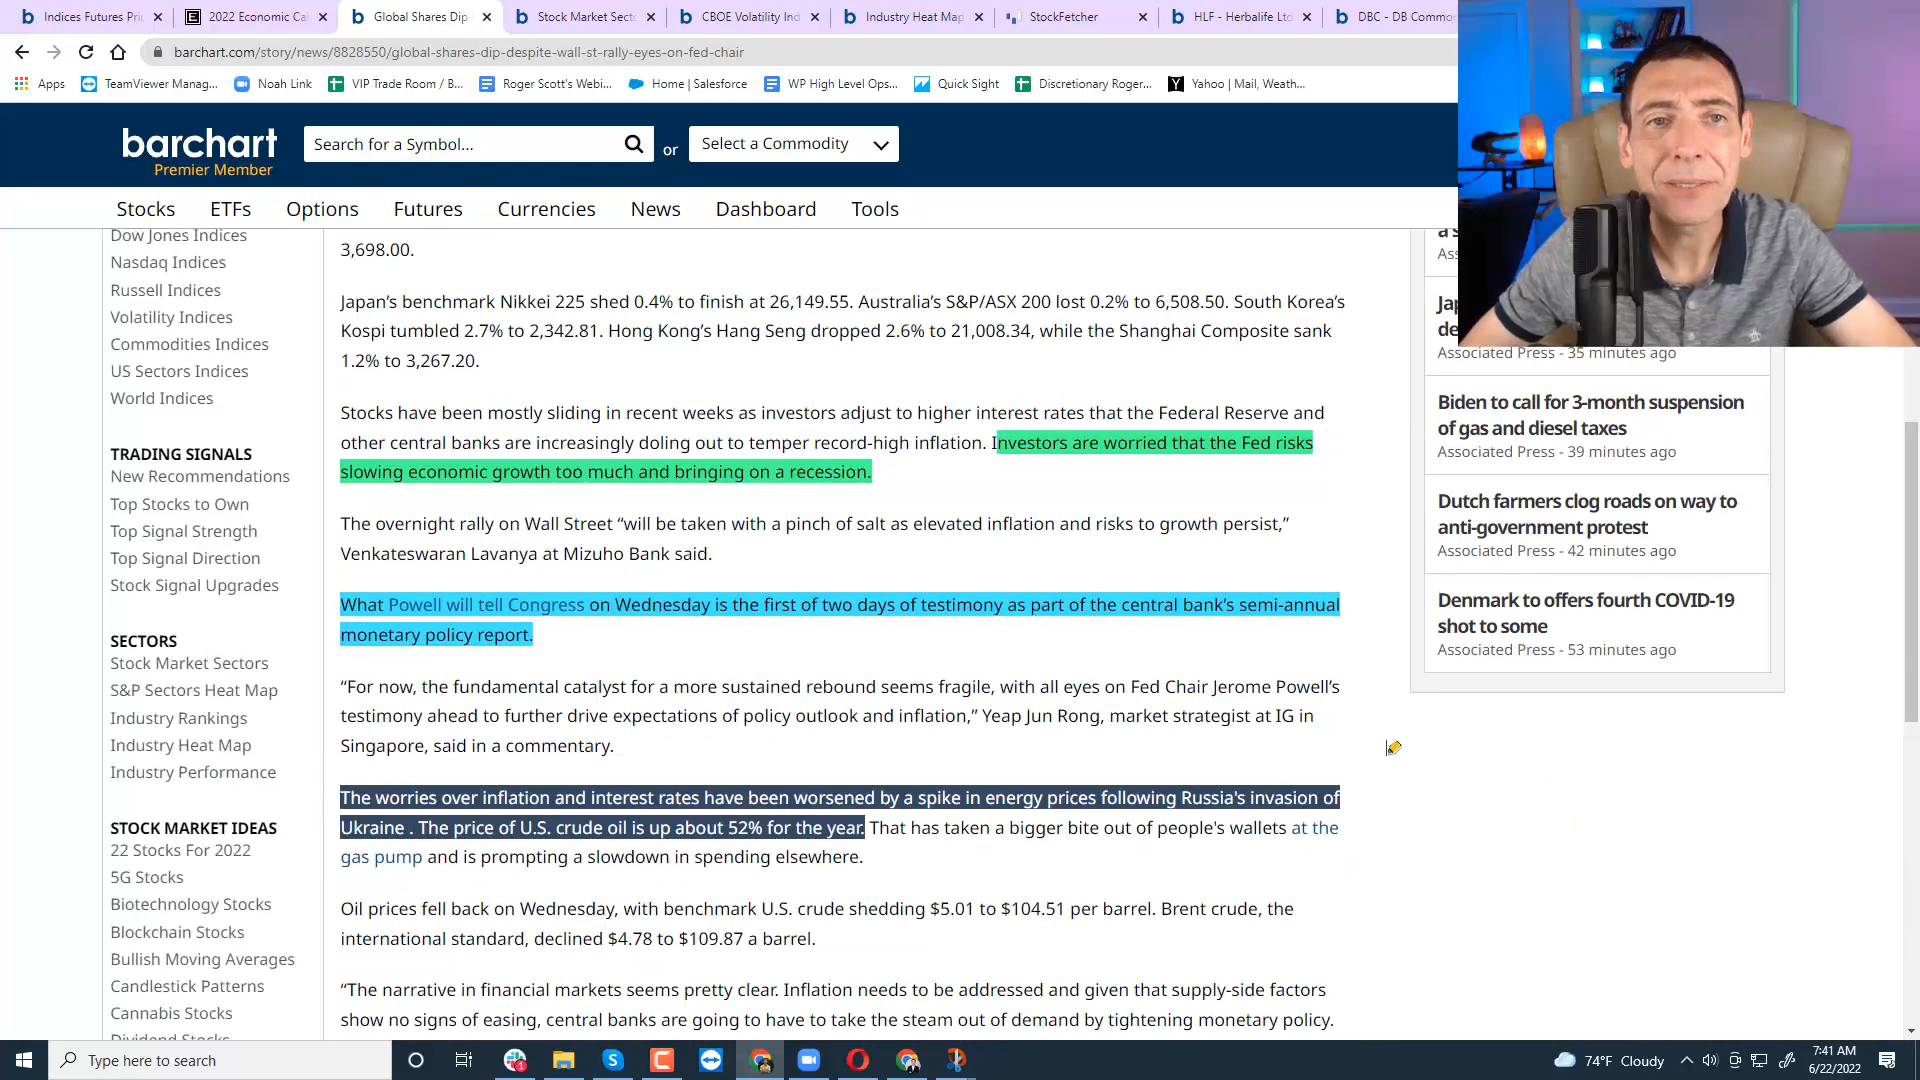 Indices Futures Pri
2022 Economic Ca
Global Shares Dip
Stock Market Sect
CBOE Volatility Ind
Industry Heat Map
StockFetcher
HLF - Herbalife Lt
DBC - DB Commo
barchart.com/story/news/8828550/global-shares-dip-despite-wall-st-rally-eyes-on-fed-chair
Apps
TeamViewer Manag...
Noah Link
VIP Trade Room / B...
Roger Scott's Webi...
Home | Salesforce
WP High Level Ops...
Quick Sight
Discretionary Roger...
Yahoo | Mail, Weath...
barchart
Premier Member
Search for a Symbol...
or
Select a Commodity
Stocks
ETFs
Options
Futures
Currencies
News
Dashboard
Tools
Dow Jones Indices
Nasdaq Indices
Russell Indices
Volatility Indices
Commodities Indices
US Sectors Indices
World Indices
TRADING SIGNALS
New Recommendations
Top Stocks to Own
Top Signal Strength
Top Signal Direction
Stock Signal Upgrades
SECTORS
Stock Market Sectors
S&P Sectors Heat Map
Industry Rankings
Industry Heat Map
Industry Performance
STOCK MARKET IDEAS
22 Stocks For 2022
5G Stocks
Biotechnology Stocks
Blockchain Stocks
Bullish Moving Averages
Candlestick Patterns
Cannabis Stocks
Dividend Stocks
3,698.00.
Japan’s benchmark Nikkei 225 shed 0.4% to finish at 26,149.55. Australia’s S&P/ASX 200 lost 0.2% to 6,508.50. South Korea’s
Kospi tumbled 2.7% to 2,342.81. Hong Kong’s Hang Seng dropped 2.6% to 21,008.34, while the Shanghai Composite sank
1.2% to 3,267.20.
Stocks have been mostly sliding in recent weeks as investors adjust to higher interest rates that the Federal Reserve and
other central banks are increasingly doling out to temper record-high inflation. Investors are worried that the Fed risks
slowing economic growth too much and bringing on a recession.
The overnight rally on Wall Street “will be taken with a pinch of salt as elevated inflation and risks to growth persist,”
Venkateswaran Lavanya at Mizuho Bank said.
What Powell will tell Congress on Wednesday is the first of two days of testimony as part of the central bank’s semi-annual
monetary policy report.
“For now, the fundamental catalyst for a more sustained rebound seems fragile, with all eyes on Fed Chair Jerome Powell’s
testimony ahead to further drive expectations of policy outlook and inflation,” Yeap Jun Rong, market strategist at IG in
Singapore, said in a commentary.
The worries over inflation and interest rates have been worsened by a spike in energy prices following Russia's invasion of
Ukraine . The price of U.S. crude oil is up about 52% for the year. That has taken a bigger bite out of people's wallets at the
gas pump and is prompting a slowdown in spending elsewhere.
Oil prices fell back on Wednesday, with benchmark U.S. crude shedding $5.01 to $104.51 per barrel. Brent crude, the
international standard, declined $4.78 to $109.87 a barrel.
“The narrative in financial markets seems pretty clear. Inflation needs to be addressed and given that supply-side factors
show no signs of easing, central banks are going to have to take the steam out of demand by tightening monetary policy.
a s
Ass
Jap
de
Associated Press - 35 minutes ago
Biden to call for 3-month suspension
of gas and diesel taxes
Associated Press - 39 minutes ago
Dutch farmers clog roads on way to
anti-government protest
Associated Press - 42 minutes ago
Denmark to offers fourth COVID-19
shot to some
Associated Press - 53 minutes ago
Type here to search
74°F Cloudy
7:41 AM
6/22/2022